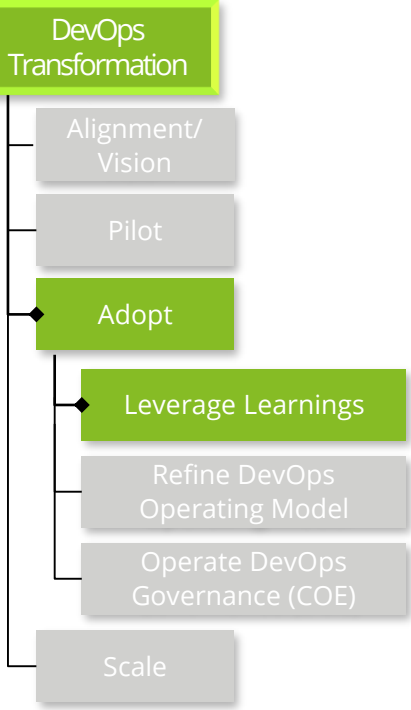 DevOps
Transformation
Alignment/
Vision
Pilot
Adopt
Leverage Learnings
Refine DevOps
Operating Model
Operate DevOps
Governance (COE)
Scale